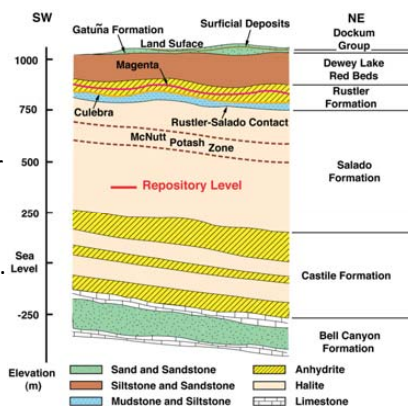 SW
NE
Gatuña Formation
Surficial Deposits
Land Suface
Dockum
Group
1000
Magenta
Dewey Lake
Red Beds
Rustler
Formation
750
Culebra
Rustler-Salado Contact
McNutt Potash Zone
500
Repository Level
Salado
Formation
250
Sea
Level
Castile Formation
-250
Bell Canyon
Formation
Elevation
(m)
Sand and Sandstone
Anhydrite
Siltstone and Sandstone
Halite
Mudstone and Siltstone
Limestone